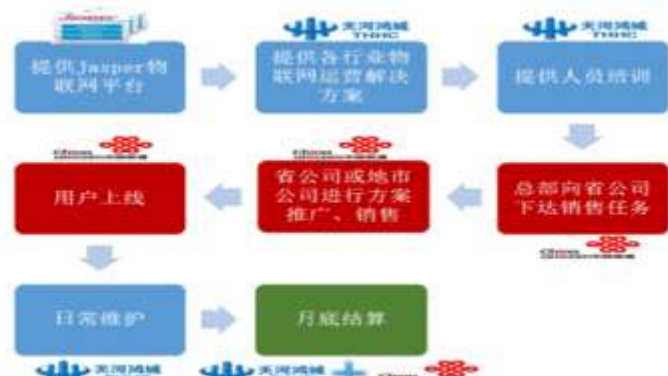 天河鸿城
THHC
天河鸿城
THHC
提供Jasper物
联网平台
提供各行业物
联网运营解决
方案
提供人员培训
China
China
用户上线
省公司或地市
公司进行方案
推广、销售
总部向省公司
下达销售任务
China
日常维护
月底结算
天河鸿城
天河鸿城